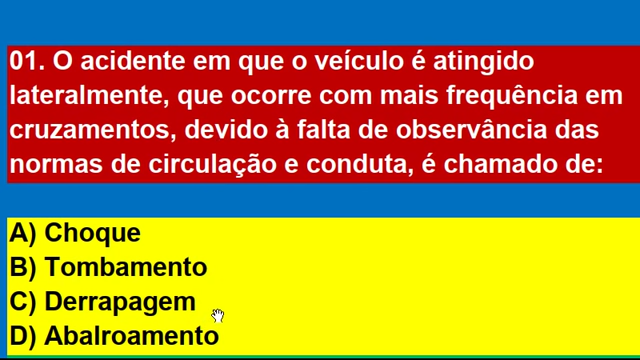 01. O acidente em que o veículo é atingido
lateralmente, que ocorre com mais frequência em
cruzamentos, devido à falta de observância das
normas de circulação e conduta, é chamado de:
A) Choque
B) Tombamento
C) Derrapagem
D) Abalroamento